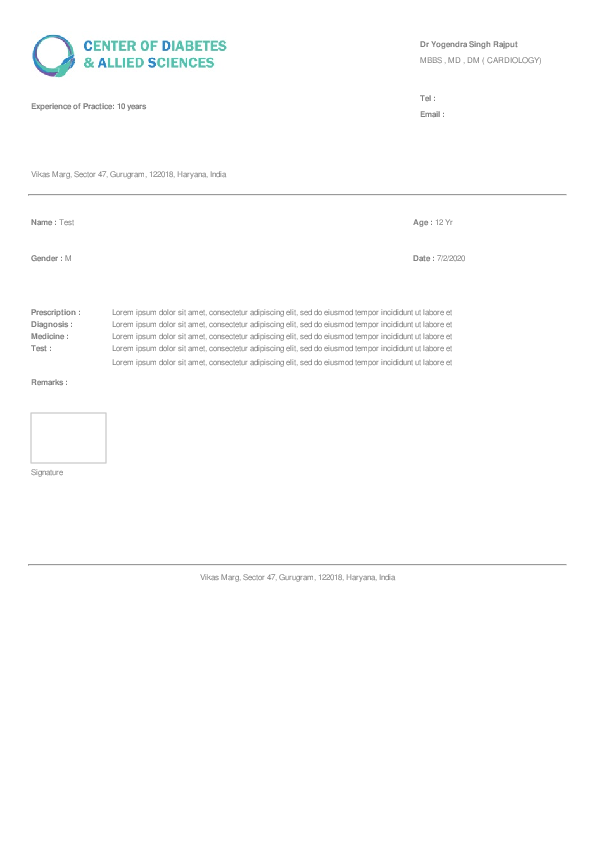 CENTER OF DIABETES
& ALLIED SCIENCES
Dr Yogendra Singh Rajput
MBBS , MD , DM ( CARDIOLOGY)
Experience of Practice: 10 years
Tel :
Email :
Vikas Marg, Sector 47, Gurugram, 122018, Haryana, India
Name : Test
Age : 12 Yr
Gender : M
Date : 7/2/2020
Prescription : Lorem ipsum dolor sit amet, consectetur adipiscing elit, sed do eiusmod tempor incididunt ut labore et
Diagnosis : Lorem ipsum dolor sit amet, consectetur adipiscing elit, sed do eiusmod tempor incididunt ut labore et
Medicine : Lorem ipsum dolor sit amet, consectetur adipiscing elit, sed do eiusmod tempor incididunt ut labore et
Test : Lorem ipsum dolor sit amet, consectetur adipiscing elit, sed do eiusmod tempor incididunt ut labore et
Lorem ipsum dolor sit amet, consectetur adipiscing elit, sed do eiusmod tempor incididunt ut labore et
Remarks :
Signature
Vikas Marg, Sector 47, Gurugram, 122018, Haryana, India